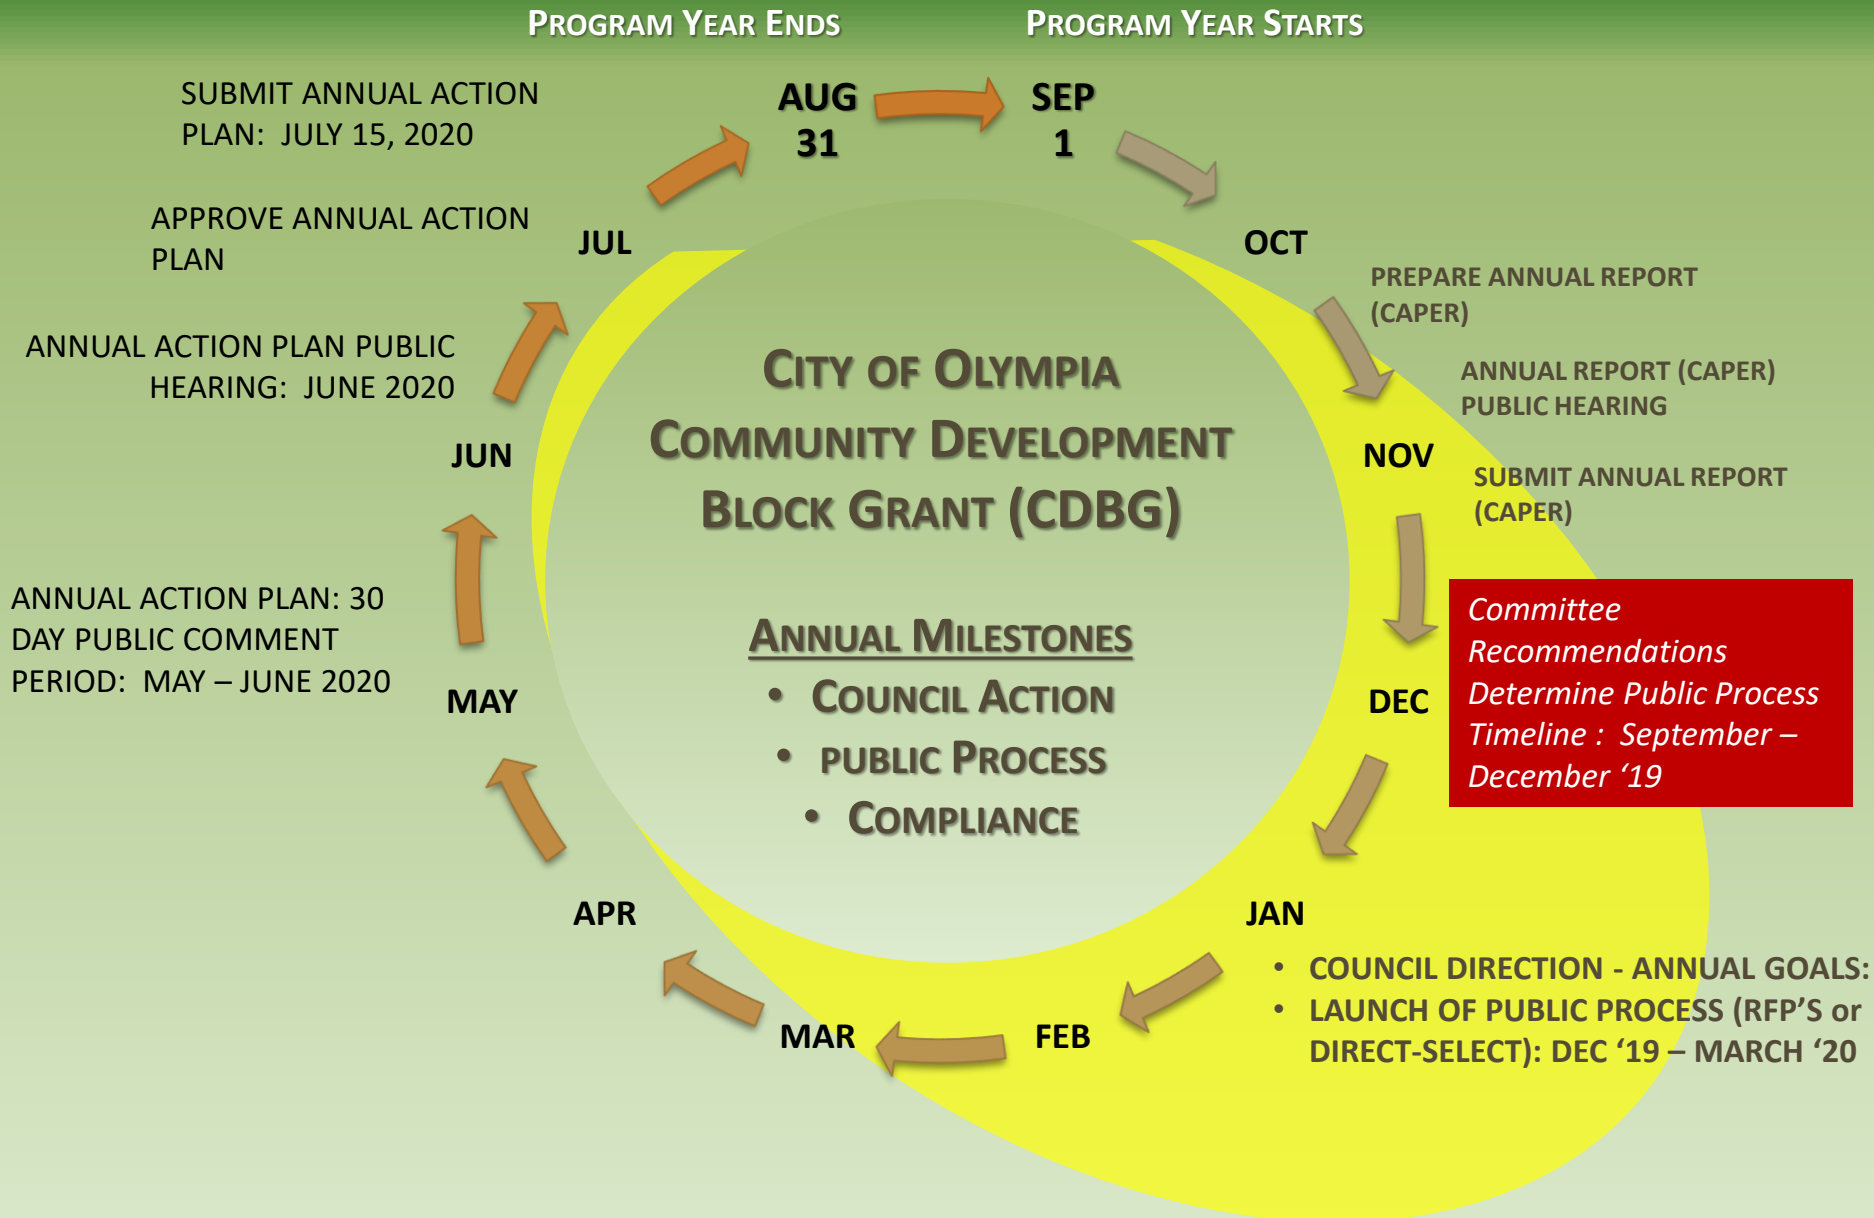 PROGRAM YEAR ENDS
PROGRAM YEAR STARTS
AUG
31
SEP
1
OCT
PREPARE ANNUAL REPORT
(CAPER)
ANNUAL REPORT (CAPER)
PUBLIC HEARING
NOV
SUBMIT ANNUAL REPORT
(CAPER)
DEC
Committee
Recommendations
Determine Public Process
Timeline : September –
December ‘19
JAN
• COUNCIL DIRECTION - ANNUAL GOALS:
• LAUNCH OF PUBLIC PROCESS (RFP’S or
DIRECT-SELECT): DEC ‘19 – MARCH ‘20
FEB
MAR
APR
MAY
ANNUAL ACTION PLAN: 30
DAY PUBLIC COMMENT
PERIOD: MAY – JUNE 2020
JUN
ANNUAL ACTION PLAN PUBLIC
HEARING: JUNE 2020
JUL
APPROVE ANNUAL ACTION
PLAN
SUBMIT ANNUAL ACTION
PLAN: JULY 15, 2020
CITY OF OLYMPIA
COMMUNITY DEVELOPMENT
BLOCK GRANT (CDBG)
ANNUAL MILESTONES
• COUNCIL ACTION
• PUBLIC PROCESS
• COMPLIANCE